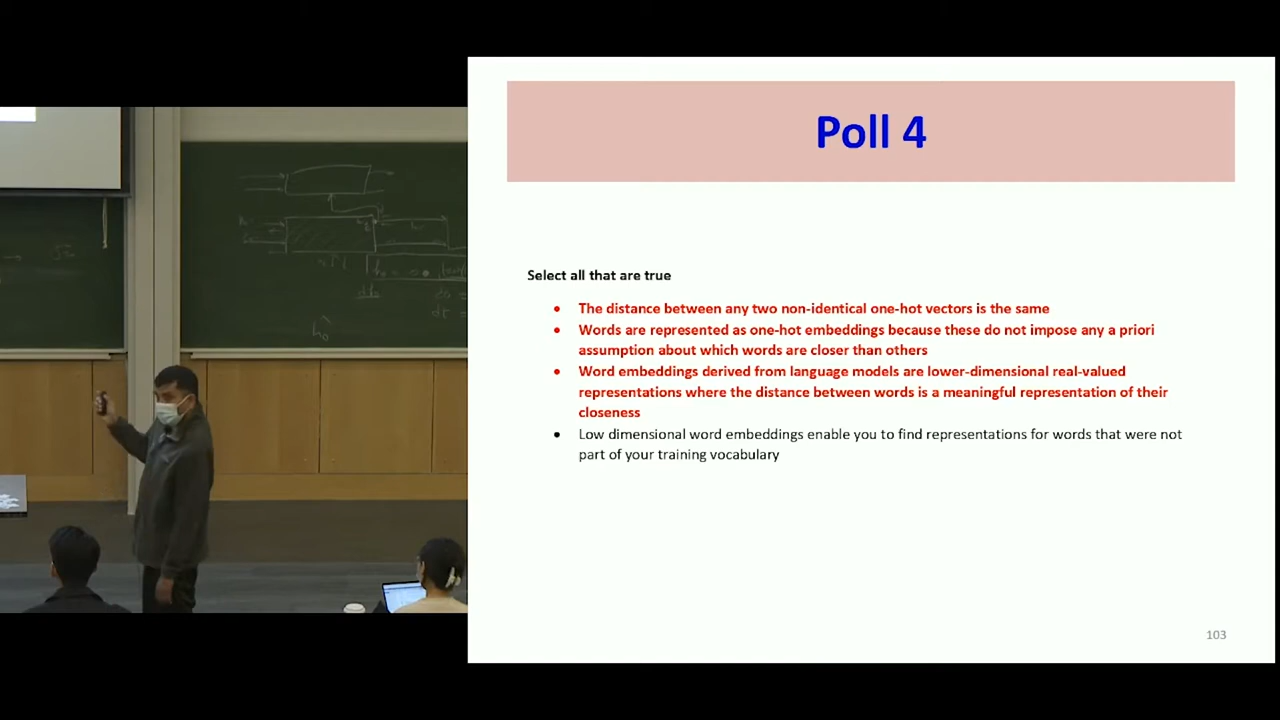 Poll 4
Select all that are true
• The distance between any two non-identical one-hot vectors is the same
• Words are represented as one-hot embeddings because these do not impose any a priori
assumption about which words are closer than others
• Word embeddings derived from language models are lower-dimensional real-valued
representations where the distance between words is a meaningful representation of their
closeness
• Low dimensional word embeddings enable you to find representations for words that were not
part of your training vocabulary
103